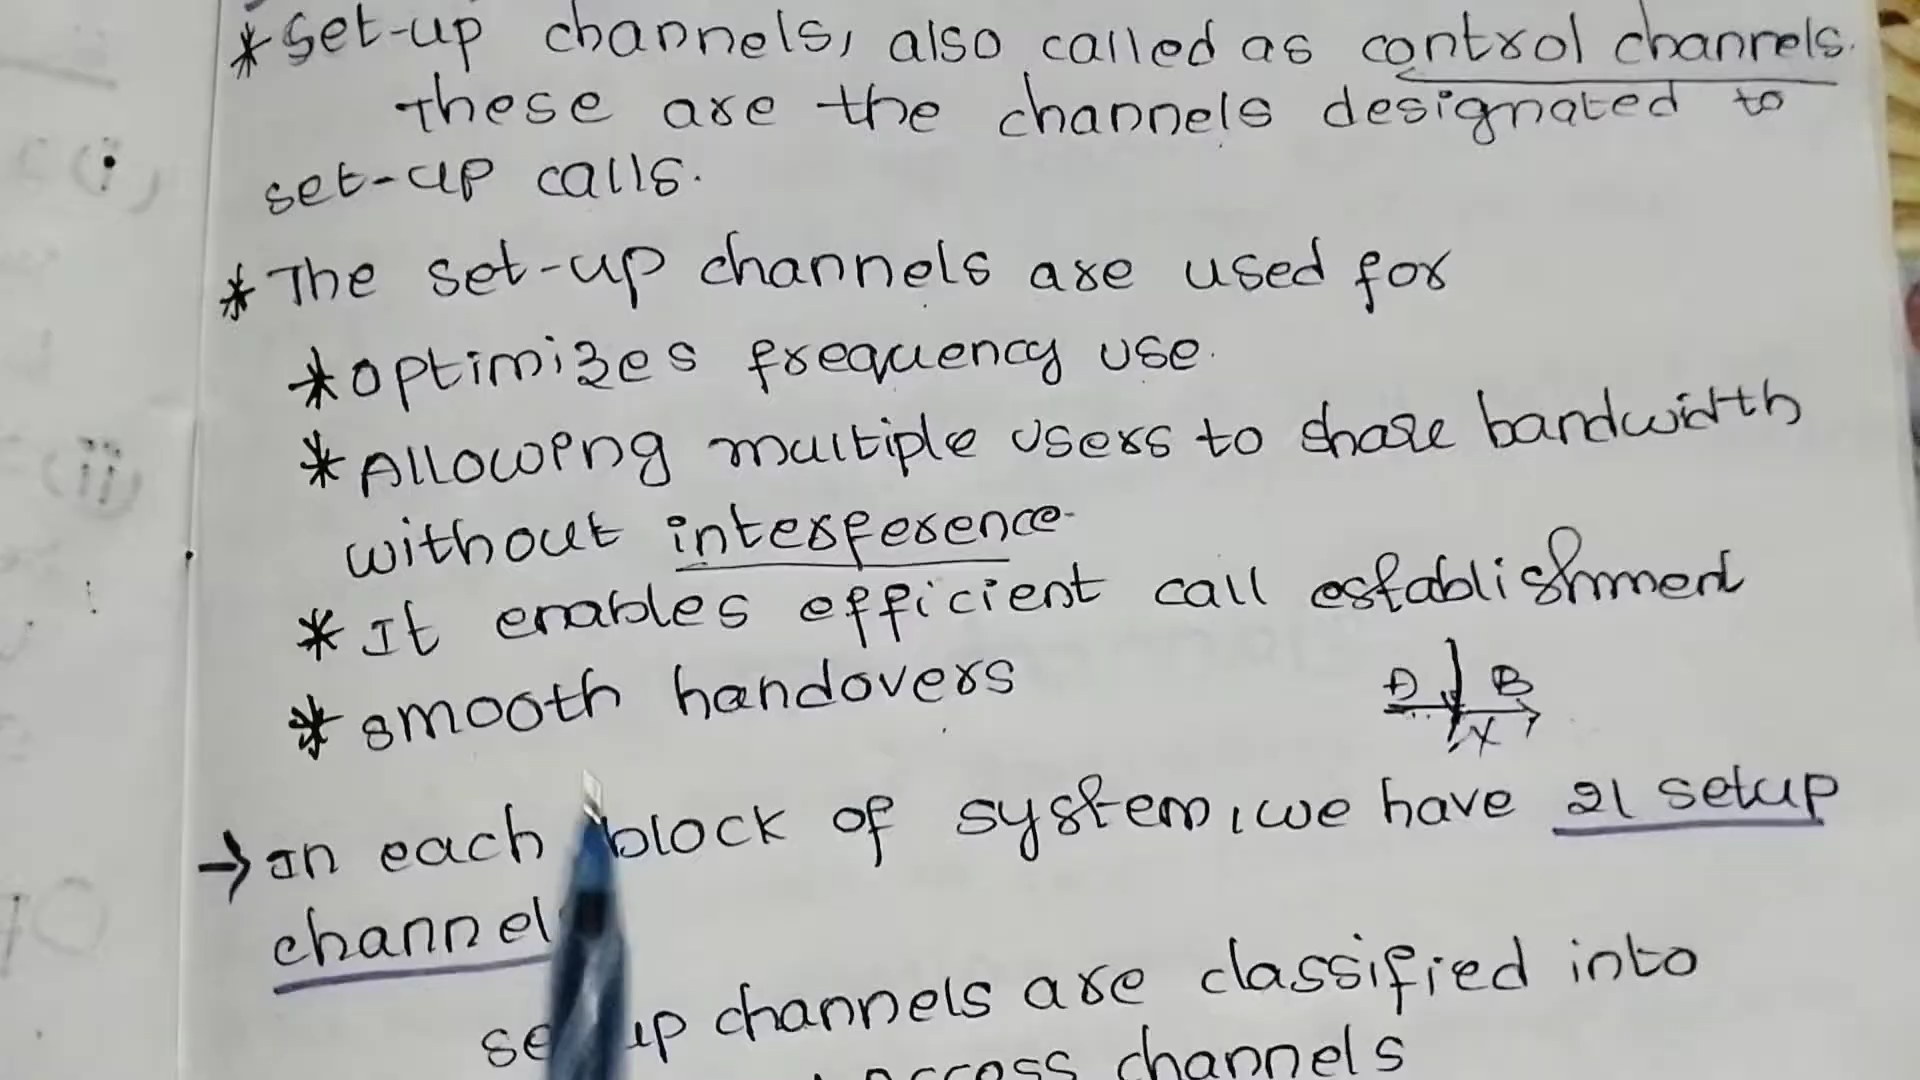 * Set-up channels, also called as control channels.
These are the channels designated to
set-up calls.
* The set-up channels are used for
* optimizes frequency use.
* Allowing multiple users to share bandwidth
without interference.
* It enables efficient call establishment
* smooth handovers
D B
X
→ In each block of system, we have 21 setup
channel
up channels are classified into
channels